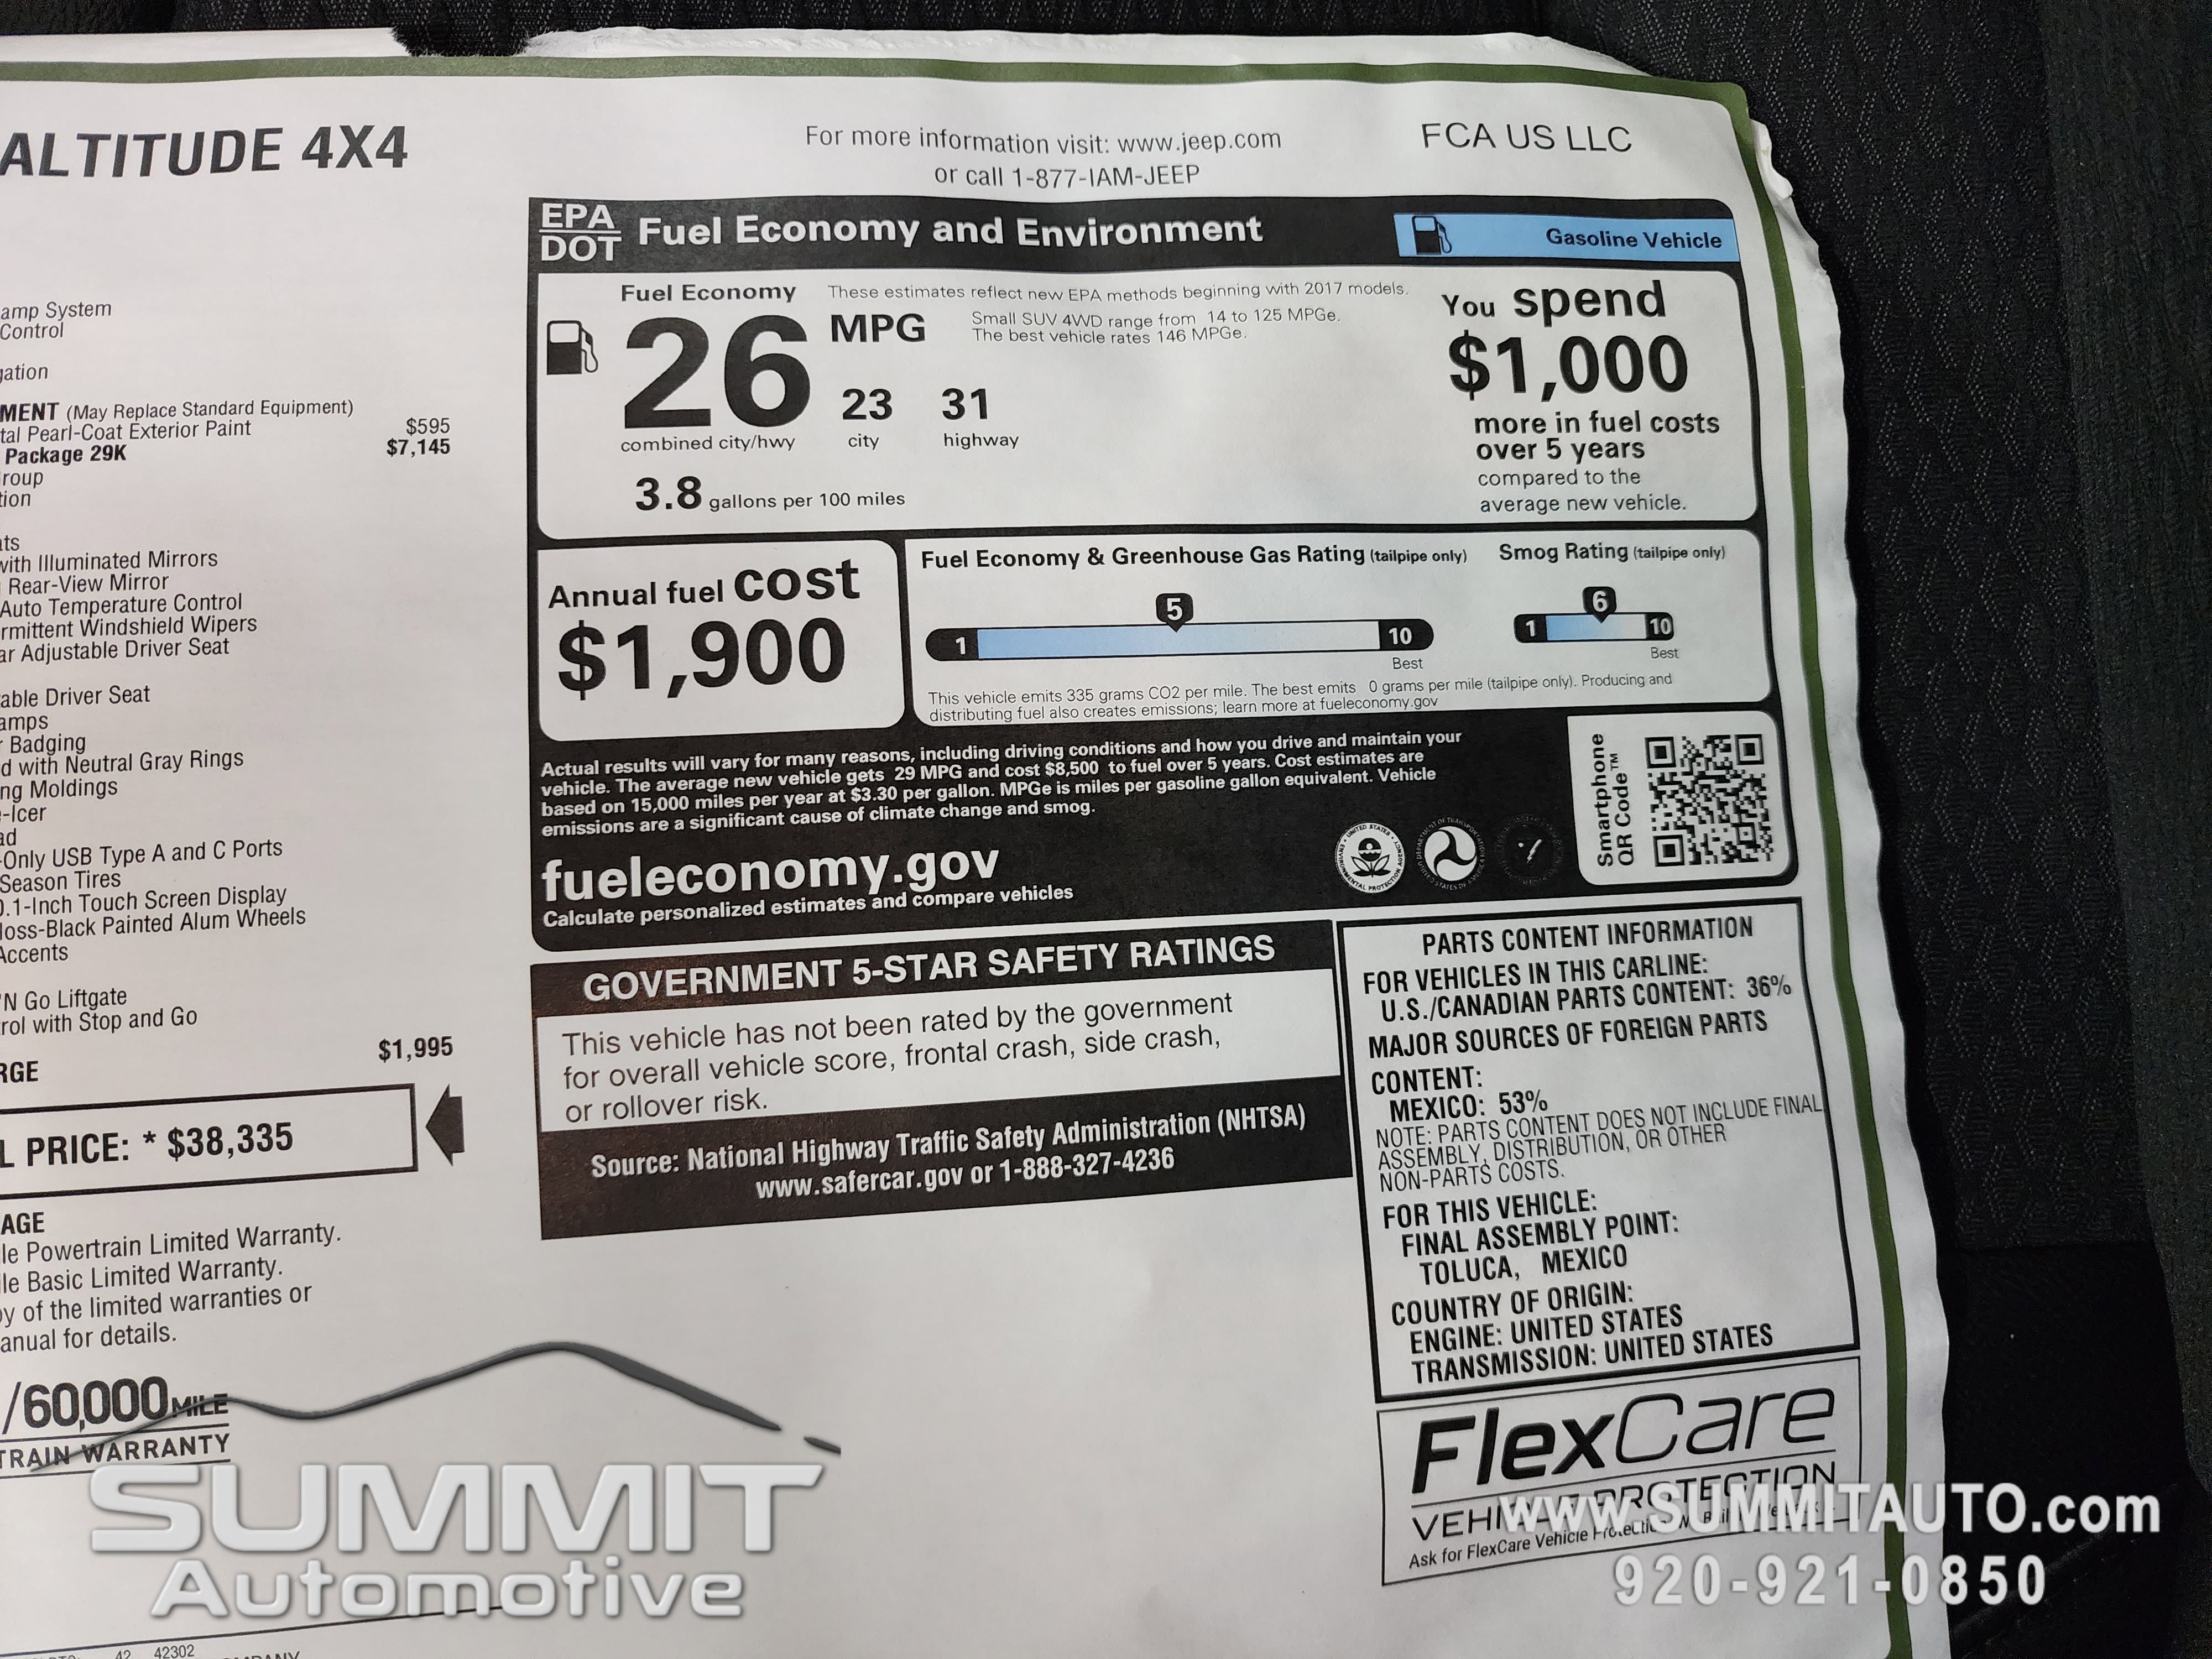 ALTITUDE 4X4
For more information visit: www.jeep.com
or call 1-877-IAM-JEEP
FCA US LLC
amp System
Control
gation
MENT (May Replace Standard Equipment)
tal Pearl-Coat Exterior Paint $595
Package 29K $7,145
roup
tion
ats
with Illuminated Mirrors
Rear-View Mirror
Auto Temperature Control
rmittent Windshield Wipers
ar Adjustable Driver Seat
able Driver Seat
amps
r Badging
d with Neutral Gray Rings
ng Moldings
-Icer
ad
-Only USB Type A and C Ports
Season Tires
0.1-Inch Touch Screen Display
loss-Black Painted Alum Wheels
Accents
'N Go Liftgate
rol with Stop and Go
RGE $1,995
L PRICE: * $38,335
AGE
le Powertrain Limited Warranty.
le Basic Limited Warranty.
py of the limited warranties or
anual for details.
/60,000 MILE
TRAIN WARRANTY
EPA
DOT
Fuel Economy and Environment
Gasoline Vehicle
Fuel Economy
These estimates reflect new EPA methods beginning with 2017 models.
26 MPG
Small SUV 4WD range from 14 to 125 MPGe.
The best vehicle rates 146 MPGe.
23 31
combined city/hwy city highway
3.8 gallons per 100 miles
You spend
$1,000
more in fuel costs
over 5 years
compared to the
average new vehicle.
Annual fuel cost
$1,900
Fuel Economy & Greenhouse Gas Rating (tailpipe only)
5
1 10
Best
Smog Rating (tailpipe only)
6
1 10
Best
This vehicle emits 335 grams CO2 per mile. The best emits 0 grams per mile (tailpipe only). Producing and
distributing fuel also creates emissions; learn more at fueleconomy.gov
Actual results will vary for many reasons, including driving conditions and how you drive and maintain your
vehicle. The average new vehicle gets 29 MPG and cost $8,500 to fuel over 5 years. Cost estimates are
based on 15,000 miles per year at $3.30 per gallon. MPGe is miles per gasoline gallon equivalent. Vehicle
emissions are a significant cause of climate change and smog.
fueleconomy.gov
Calculate personalized estimates and compare vehicles
Smartphone
QR Code™
GOVERNMENT 5-STAR SAFETY RATINGS
This vehicle has not been rated by the government
for overall vehicle score, frontal crash, side crash,
or rollover risk.
Source: National Highway Traffic Safety Administration (NHTSA)
www.safercar.gov or 1-888-327-4236
PARTS CONTENT INFORMATION
FOR VEHICLES IN THIS CARLINE:
U.S./CANADIAN PARTS CONTENT: 36%
MAJOR SOURCES OF FOREIGN PARTS
CONTENT:
MEXICO: 53%
NOTE: PARTS CONTENT DOES NOT INCLUDE FINAL
ASSEMBLY, DISTRIBUTION, OR OTHER
NON-PARTS COSTS.
FOR THIS VEHICLE:
FINAL ASSEMBLY POINT:
TOLUCA, MEXICO
COUNTRY OF ORIGIN:
ENGINE: UNITED STATES
TRANSMISSION: UNITED STATES
FlexCare
VEHICLE PROTECTION
Ask for FlexCare Vehicle Protection
SUMMIT
Automotive
www.SUMMITAUTO.com
920-921-0850
42 42302